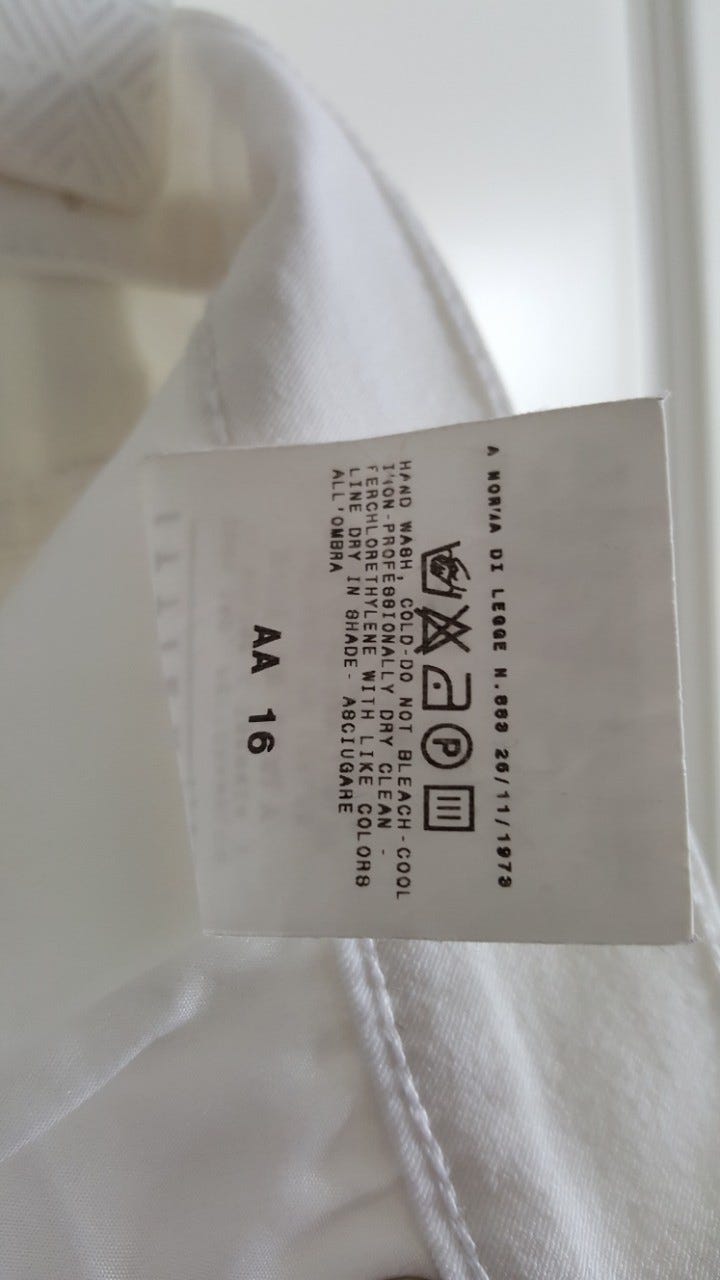 A NORMA DI LEGGE N.883 26/11/1973
P
HAND WASH, COLD-DO NOT BLEACH-COOL
IRON-PROFESSIONALLY DRY CLEAN -
PERCHLORETHYLENE WITH LIKE COLORS
LINE DRY IN SHADE- ASCIUGARE
ALL'OMBRA
AA 16